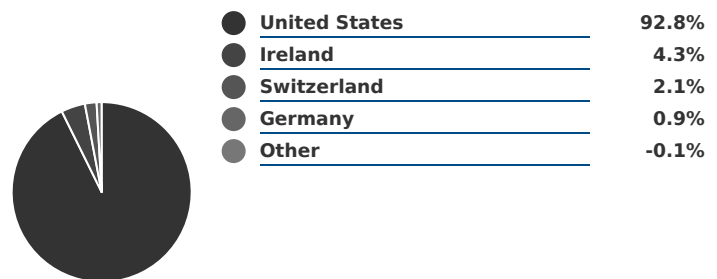 United States 92.8%
Ireland 4.3%
Switzerland 2.1%
Germany 0.9%
Other -0.1%